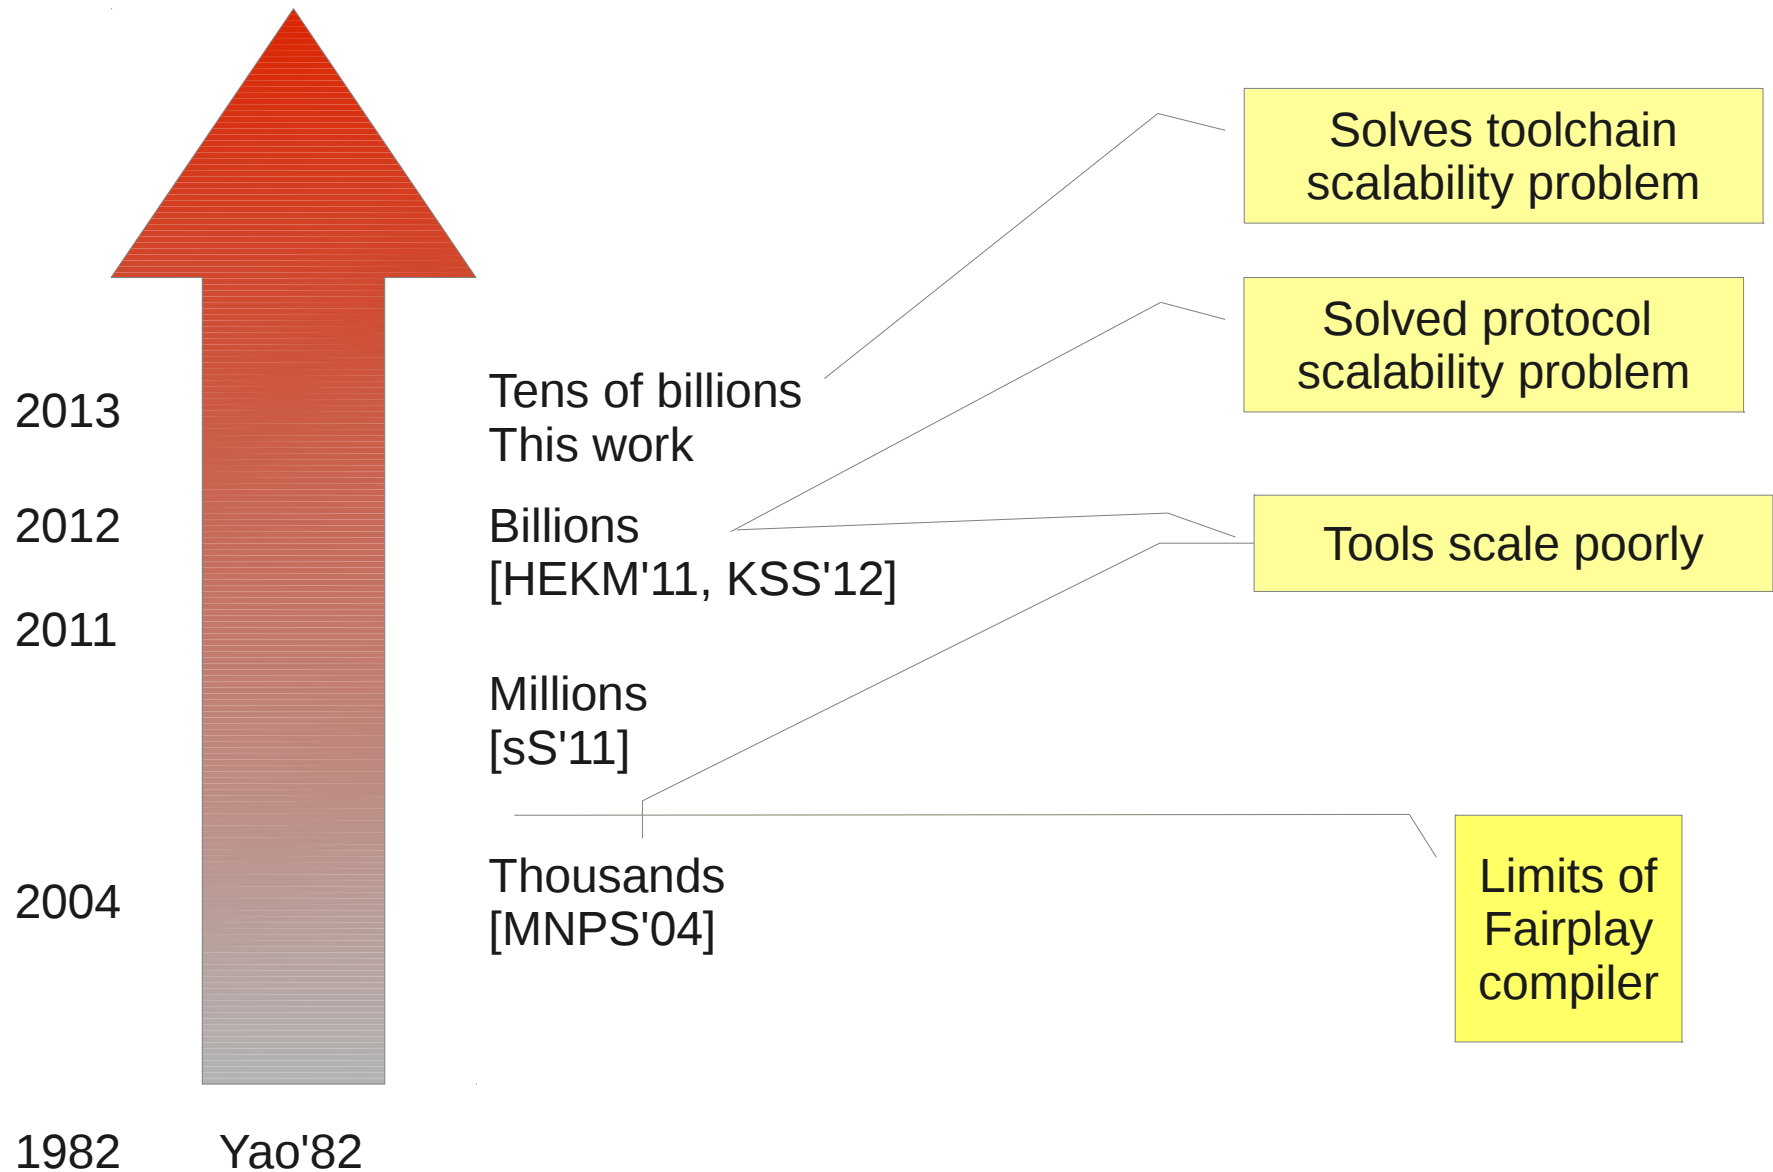 Solves toolchain
scalability problem
Solved protocol
scalability problem
2013
Tens of billions
This work
2012
Billions
[HEKM'11, KSS'12]
Tools scale poorly
2011
Millions
[sS'11]
2004
Thousands
[MNPS'04]
Limits of
Fairplay
compiler
1982
Yao'82